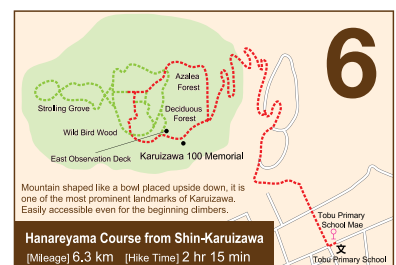 6
Azalea
Forest
Strolling Grove
Deciduous
Forest
Wild Bird Wood
East Observation Deck
Karuizawa 100 Memorial
Mountain shaped like a bowl placed upside down, it is
one of the most prominent landmarks of Karuizawa.
Easily accessible even for the beginning climbers.
Tobu Primary
School Mae
文
Tobu Primary School
Hanareyama Course from Shin-Karuizawa
[Mileage] 6.3 km [Hike Time] 2 hr 15 min